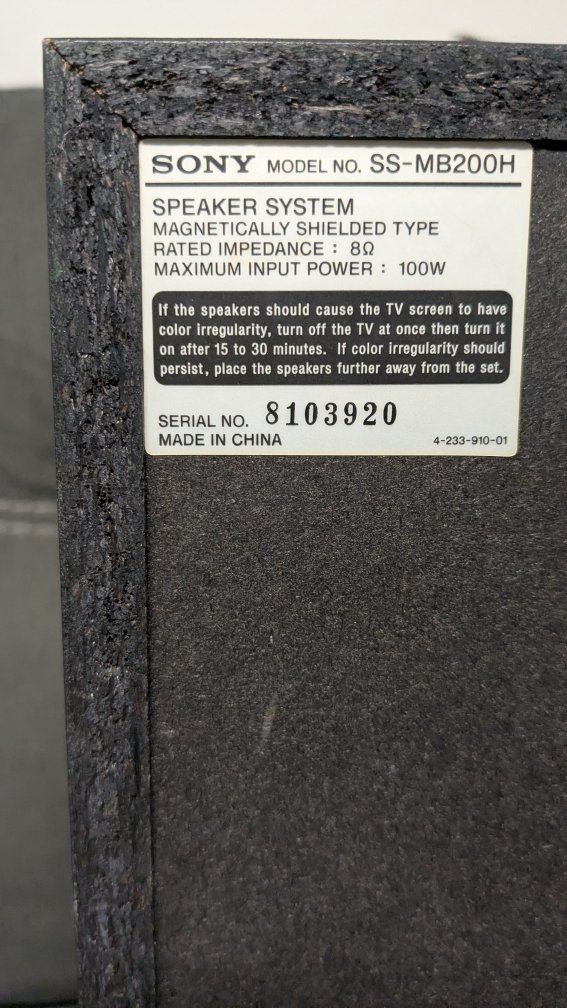 SONY MODEL NO. SS-MB200H
SPEAKER SYSTEM
MAGNETICALLY SHIELDED TYPE
RATED IMPEDANCE : 8Ω
MAXIMUM INPUT POWER : 100W
If the speakers should cause the TV screen to have
color irregularity, turn off the TV at once then turn it
on after 15 to 30 minutes. If color irregularity should
persist, place the speakers further away from the set.
SERIAL NO. 8103920
MADE IN CHINA 4-233-910-01